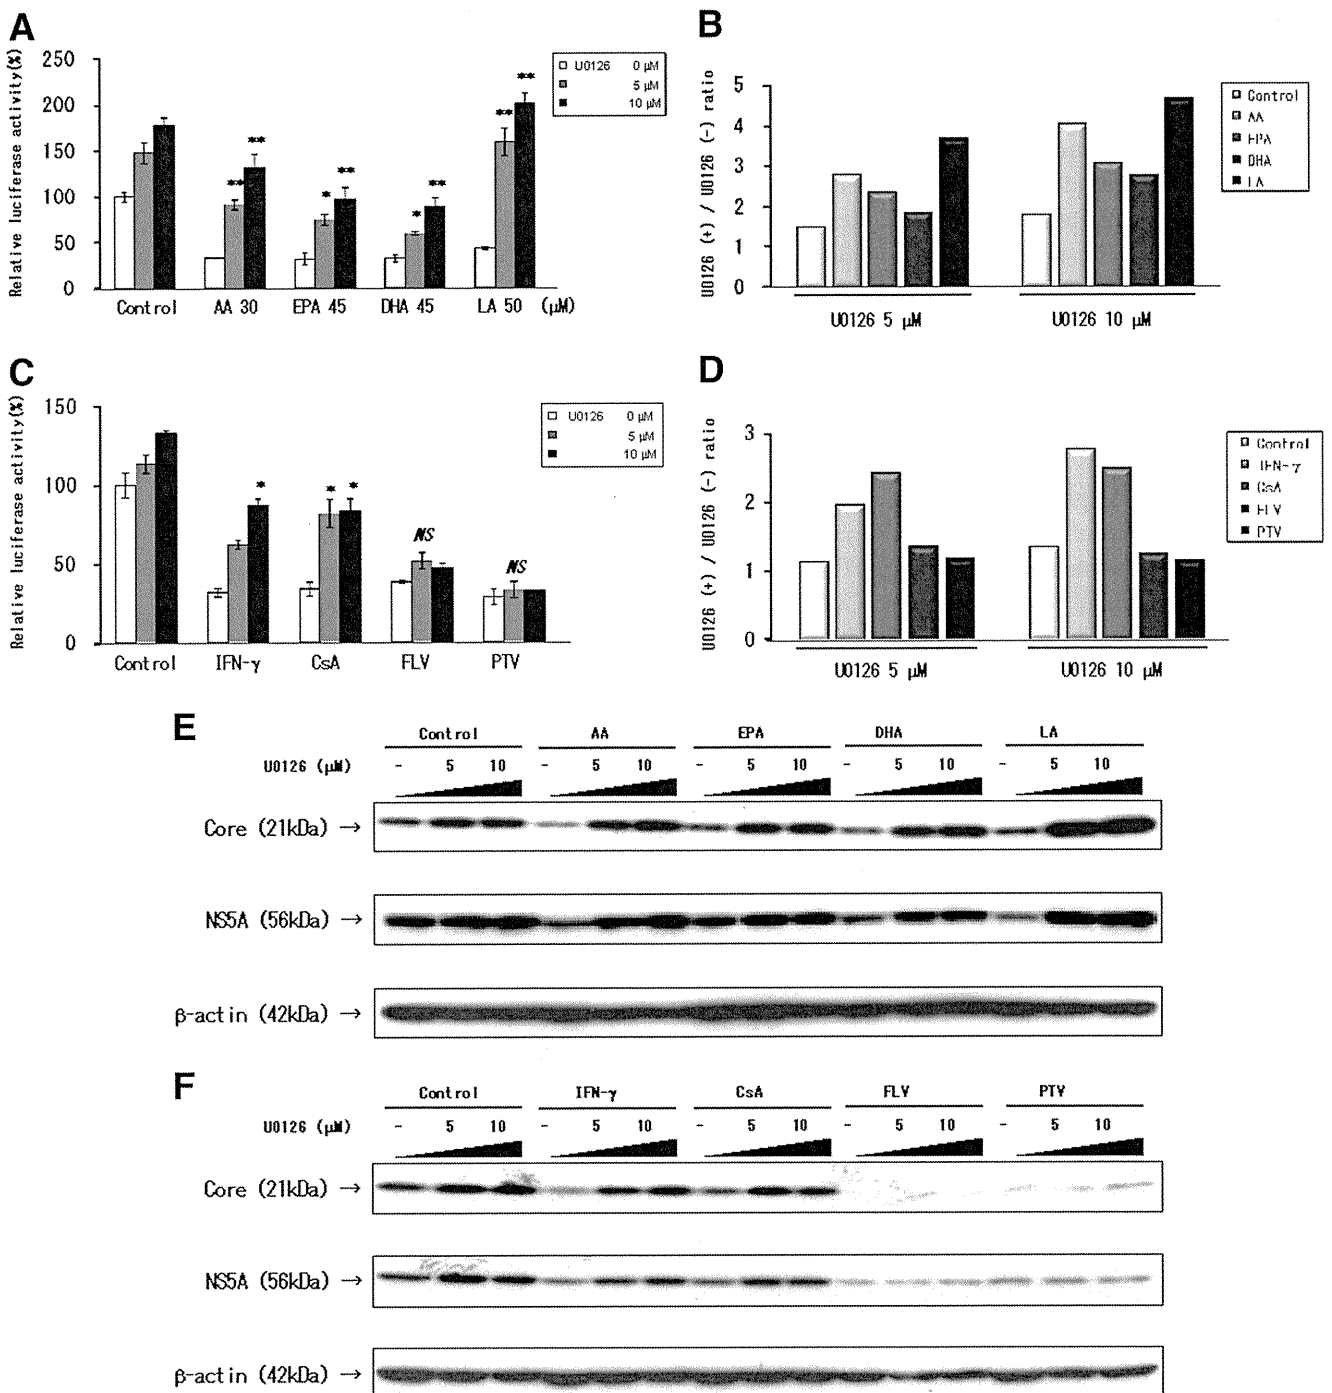 A
Relative luciferase activity(%)
250
200
150
100
50
0
U0126 0 μM
5 μM
10 μM
** ** * ** * ** ** **
Control AA 30 EPA 45 DHA 45 LA 50 (μM)
B
U0126 (+) / U0126 (-) ratio
5
4
3
2
1
0
Control
AA
EPA
DHA
LA
U0126 5 μM U0126 10 μM
C
Relative luciferase activity(%)
150
100
50
0
U0126 0 μM
5 μM
10 μM
* * * NS NS
Control IFN-γ CsA FLV PTV
D
U0126 (+) / U0126 (-) ratio
3
2
1
0
Control
IFN-γ
CsA
FLV
PTV
U0126 5 μM U0126 10 μM
E
Control AA EPA DHA LA
U0126 (μM) - 5 10 - 5 10 - 5 10 - 5 10 - 5 10
Core (21kDa) →
NS5A (56kDa) →
β-actin (42kDa) →
F
Control IFN-γ CsA FLV PTV
U0126 (μM) - 5 10 - 5 10 - 5 10 - 5 10 - 5 10
Core (21kDa) →
NS5A (56kDa) →
β-actin (42kDa) →